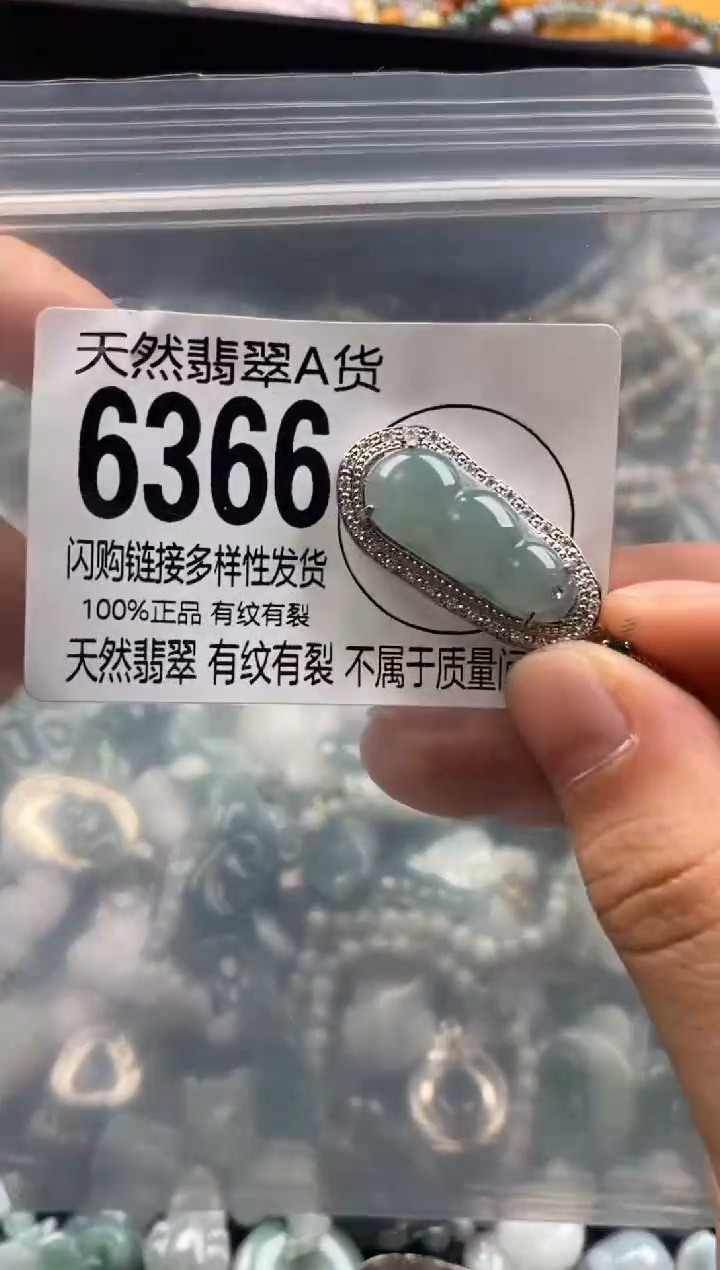 天然翡翠A货
6366
闪购链接多样性发货
100%正品 有纹有裂
天然翡翠 有纹有裂 不属于质量问